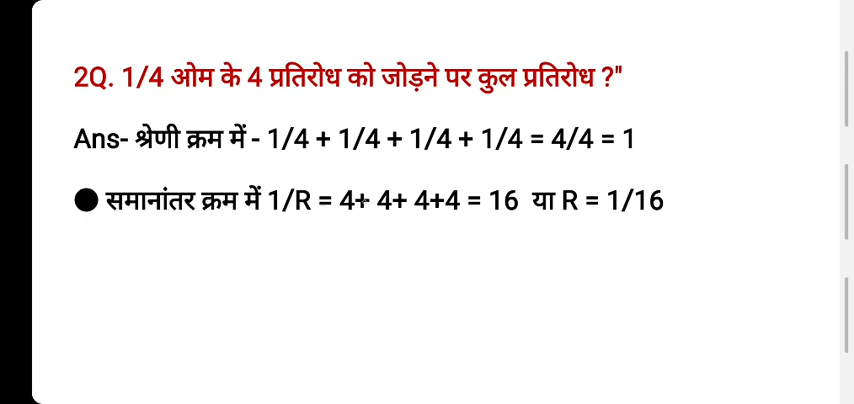 2Q. 1/4 ओम के 4 प्रतिरोध को जोड़ने पर कुल प्रतिरोध ?"
Ans- श्रेणी क्रम में - 1/4 + 1/4 + 1/4 + 1/4 = 4/4 = 1
● समानांतर क्रम में 1/R = 4+ 4+ 4+4 = 16 या R = 1/16